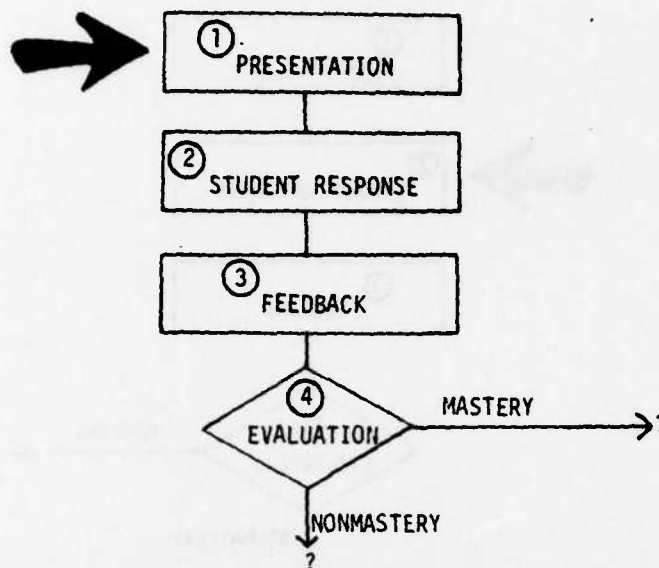 1
PRESENTATION
2
STUDENT RESPONSE
3
FEEDBACK
4
EVALUATION
MASTERY
?
NONMASTERY
?